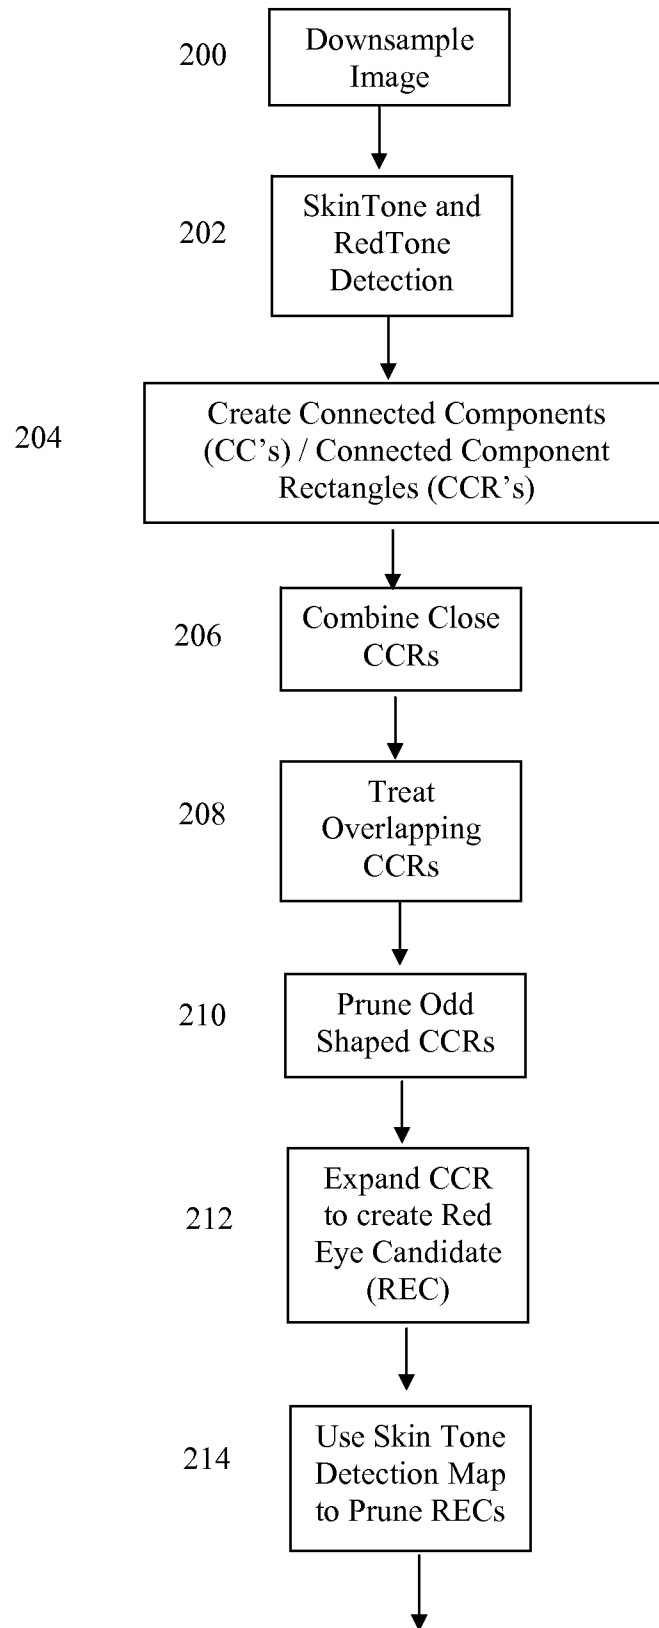 200
Downsample
Image
202
SkinTone and
RedTone
Detection
204
Create Connected Components
(CC's) / Connected Component
Rectangles (CCR's)
206
Combine Close
CCRs
208
Treat
Overlapping
CCRs
210
Prune Odd
Shaped CCRs
212
Expand CCR
to create Red
Eye Candidate
(REC)
214
Use Skin Tone
Detection Map
to Prune RECs